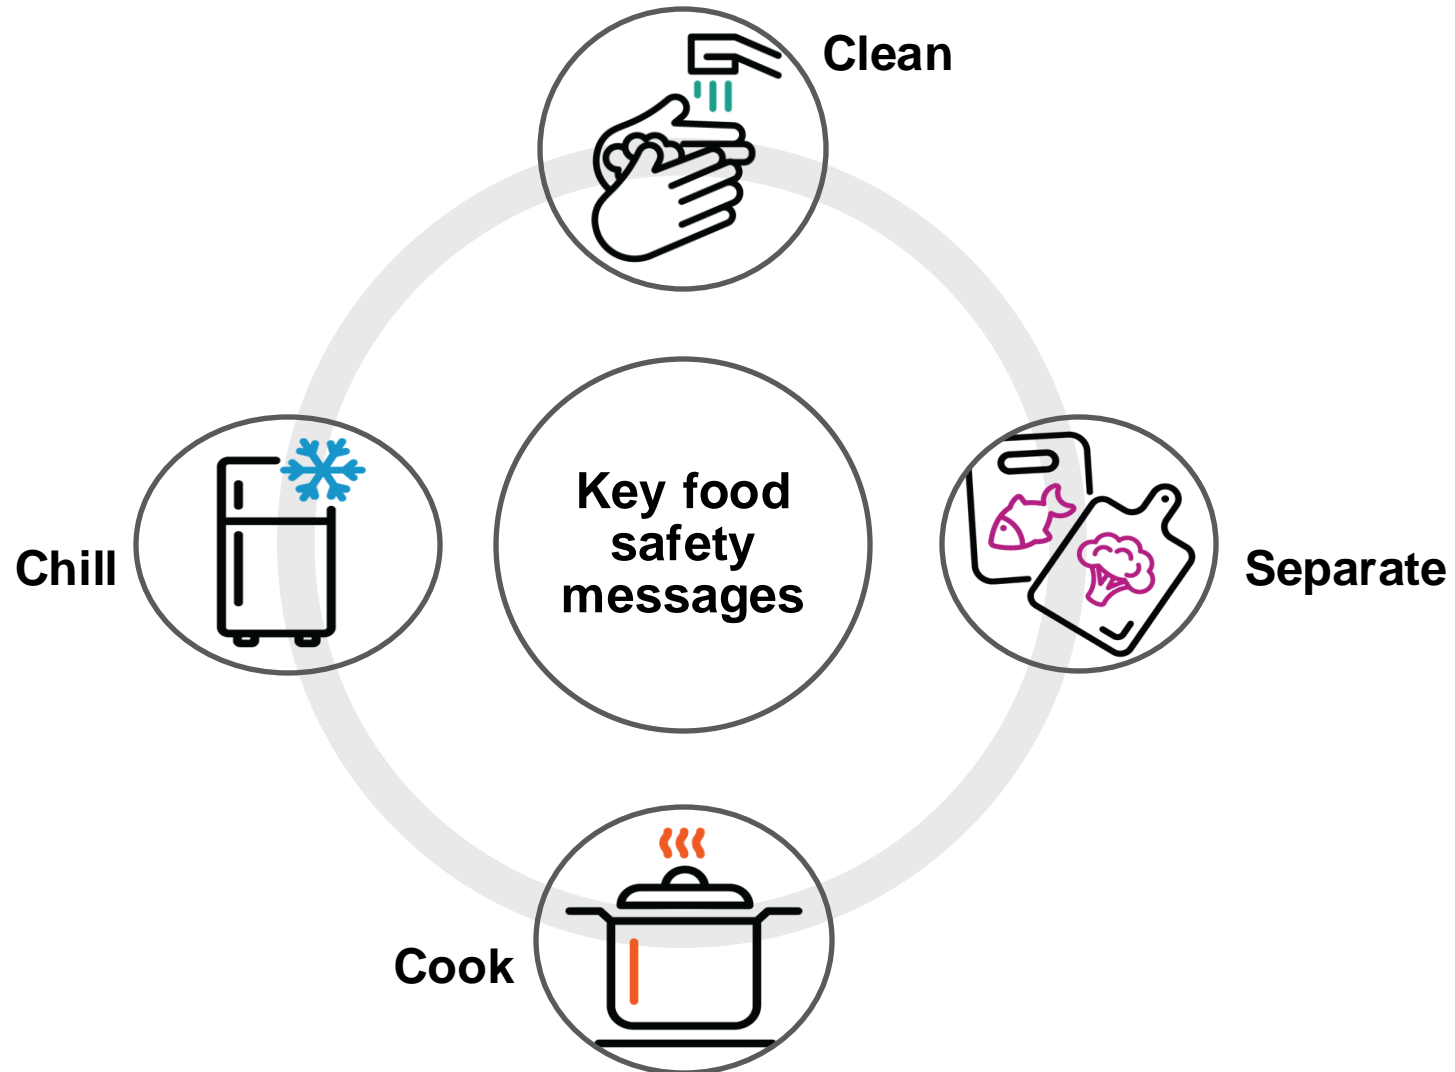 Clean
Key food
safety
messages
Chill
Separate
Cook